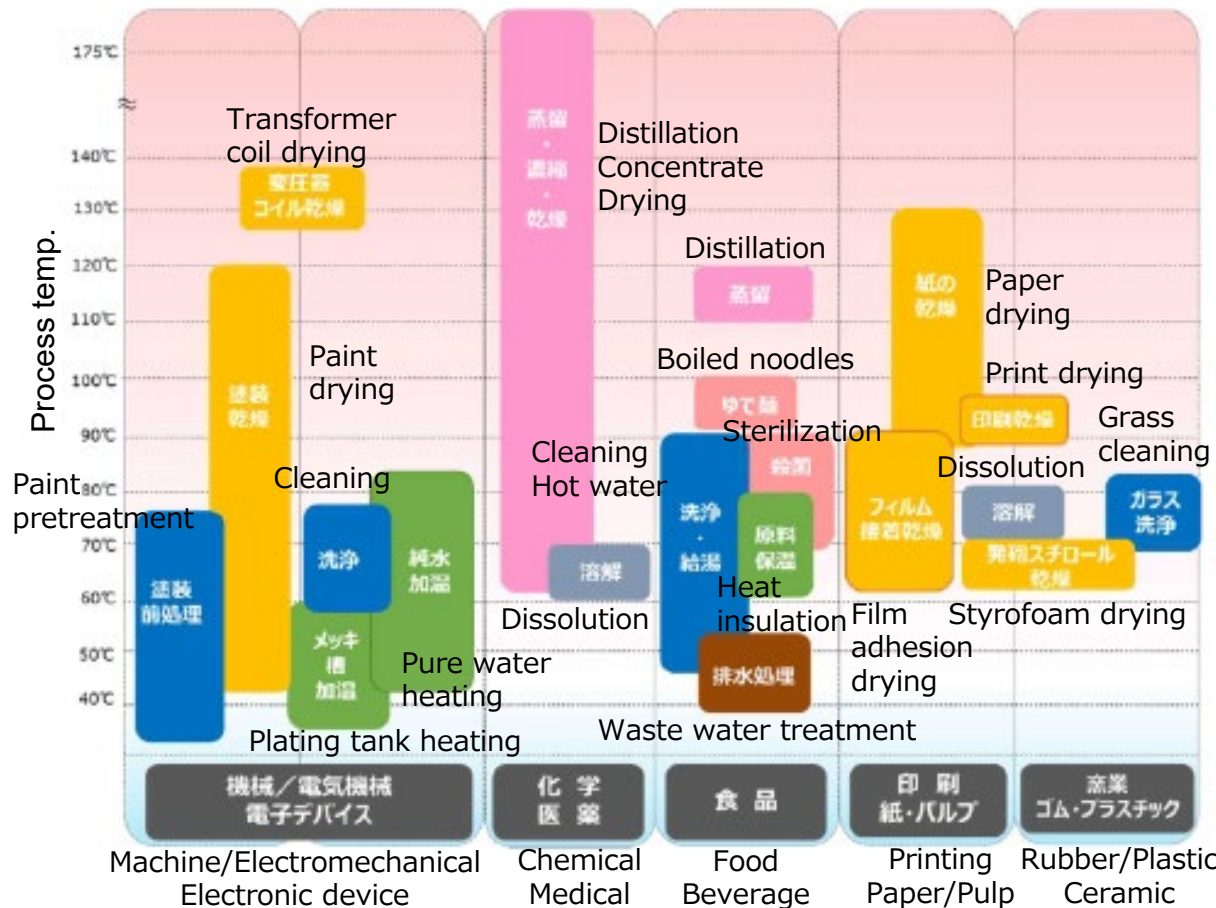 175℃
140℃
130℃
120℃
110℃
100℃
90℃
80℃
70℃
60℃
50℃
40℃
Process temp.
Transformer
coil drying
変圧器
コイル乾燥
Paint
drying
塗装
乾燥
Paint
pretreatment
塗装
前処理
Cleaning
洗浄
純水
加温
Pure water
heating
メッキ
槽
加温
Plating tank heating
蒸留
・
濃縮
・
乾燥
Distillation
Concentrate
Drying
溶解
Dissolution
Distillation
蒸留
Boiled noodles
ゆで麺
Sterilization
殺菌
Cleaning
Hot water
洗浄
・
給湯
原料
保温
Heat
insulation
排水処理
Waste water treatment
紙の
乾燥
Paper
drying
Print drying
印刷乾燥
フィルム
接着乾燥
Film
adhesion
drying
Dissolution
溶解
発砲スチロール
乾燥
Styrofoam drying
Grass
cleaning
ガラス
洗浄
機械／電気機械
電子デバイス
化 学
医 薬
食 品
印 刷
紙・パルプ
窯業
ゴム・プラスチック
Machine/Electromechanical
Electronic device
Chemical
Medical
Food
Beverage
Printing
Paper/Pulp
Rubber/Plastic
Ceramic